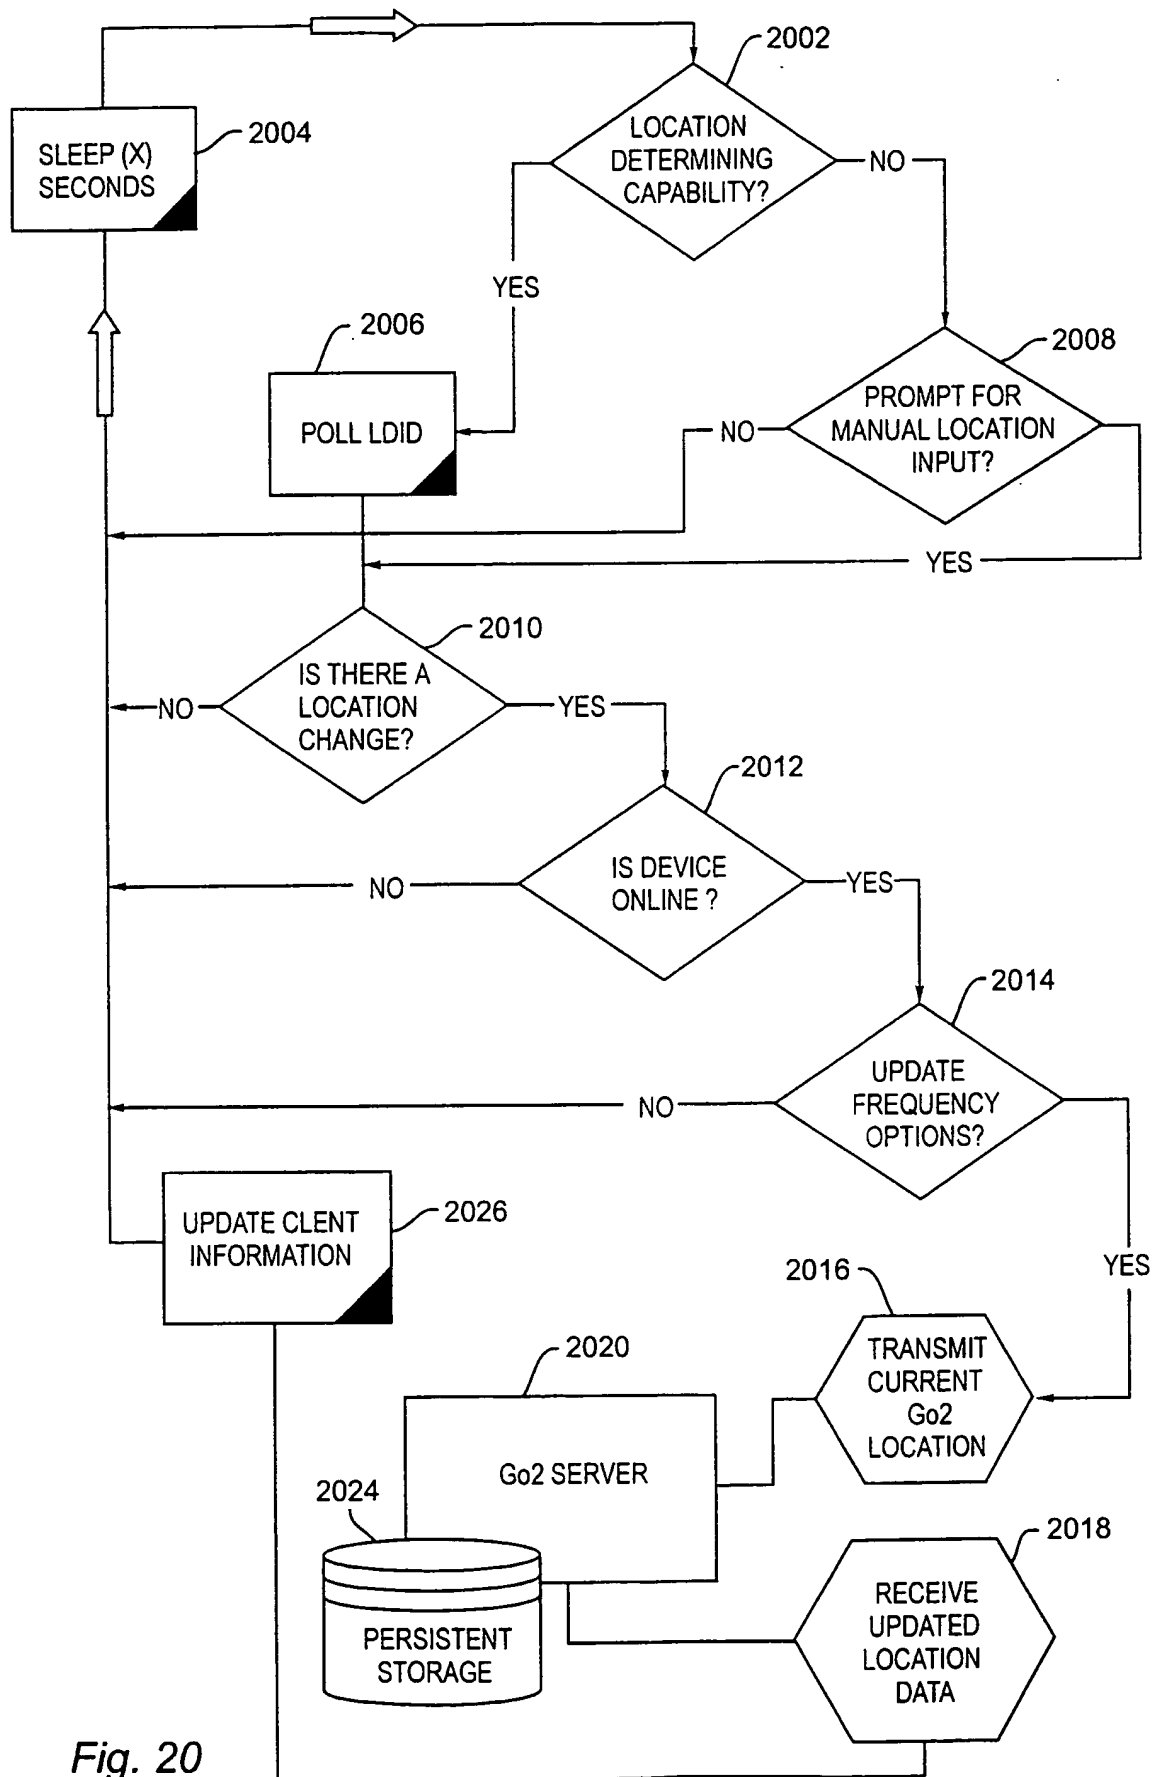 2002
LOCATION
DETERMINING
CAPABILITY?
2004
SLEEP (X)
SECONDS
NO
YES
2006
POLL LDID
2008
PROMPT FOR
MANUAL LOCATION
INPUT?
NO
YES
2010
IS THERE A
LOCATION
CHANGE?
NO
YES
2012
IS DEVICE
ONLINE ?
NO
YES
2014
UPDATE
FREQUENCY
OPTIONS?
NO
YES
2026
UPDATE CLENT
INFORMATION
2016
TRANSMIT
CURRENT
Go2
LOCATION
2020
Go2 SERVER
2024
PERSISTENT
STORAGE
2018
RECEIVE
UPDATED
LOCATION
DATA
Fig. 20